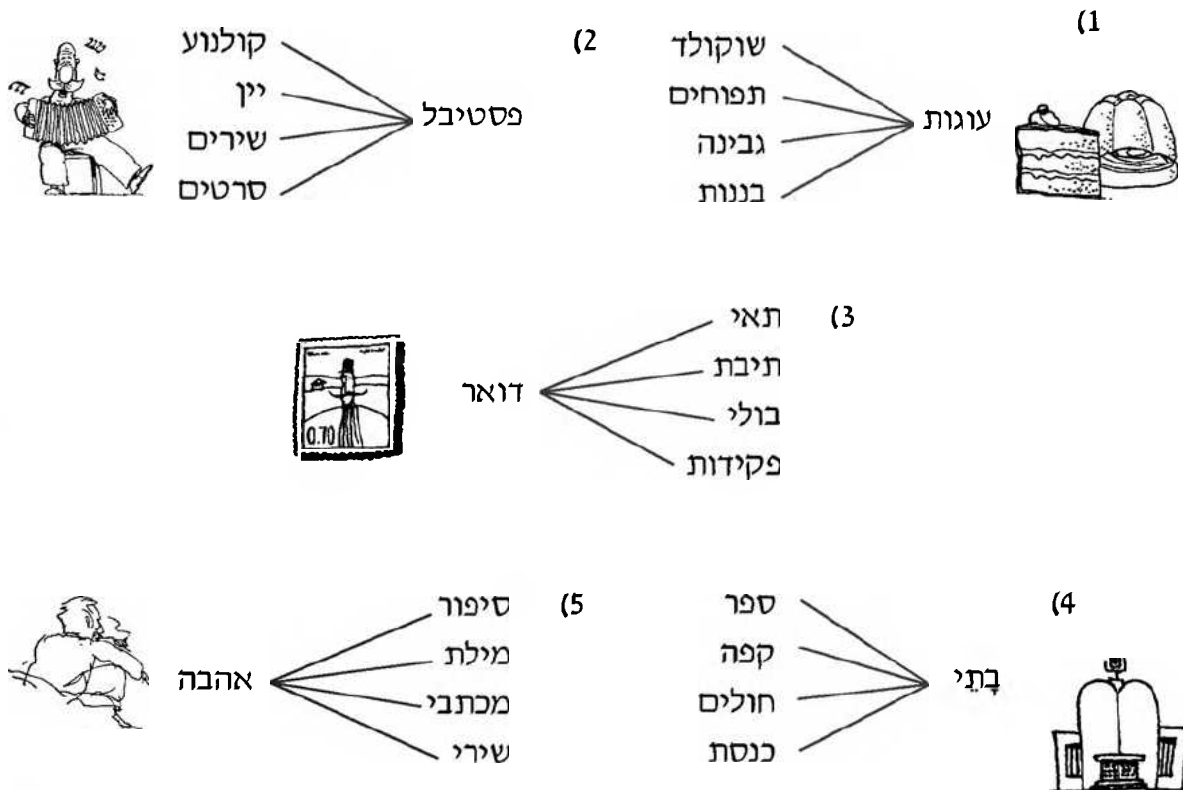 (1
עוגות
שוקולד
תפוחים
גבינה
בננות
(2
פסטיבל
קולנוע
יין
שירים
סרטים
(3
תאי
תיבת
בולי
פקידות
דואר
0.70
(4
בָתֵי
ספר
קפה
חולים
כנסת
(5
סיפור
מילת
מכתבי
שירי
אהבה